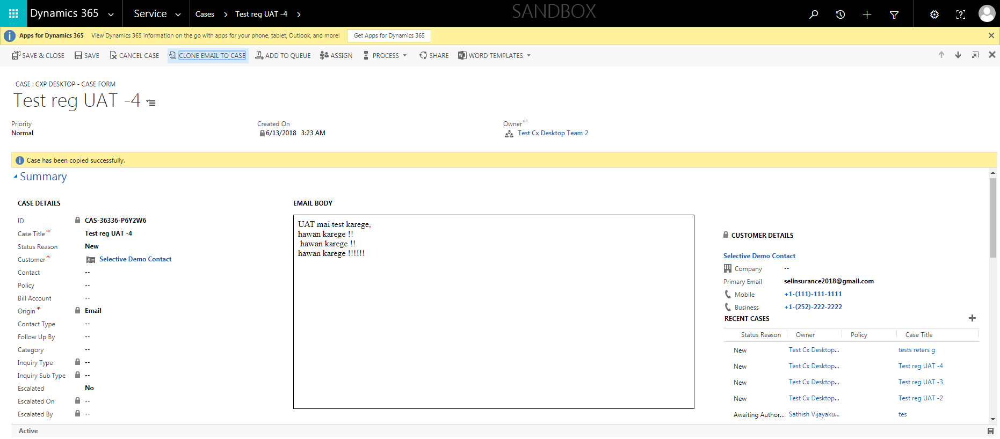 Dynamics 365 Service Cases Test reg UAT -4 SANDBOX
Apps for Dynamics 365 View Dynamics 365 information on the go with apps for your phone, tablet, Outlook, and more! Get Apps for Dynamics 365
SAVE & CLOSE SAVE CANCEL CASE CLONE EMAIL TO CASE ADD TO QUEUE ASSIGN PROCESS SHARE WORD TEMPLATES
CASE : CXP DESKTOP - CASE FORM
Test reg UAT -4
Priority Created On Owner *
Normal 6/13/2018 3:23 AM Test Cx Desktop Team 2
Case has been copied successfully.
Summary
CASE DETAILS
ID CAS-36336-P6Y2W6
Case Title * Test reg UAT -4
Status Reason New
Customer * Selective Demo Contact
Contact --
Policy --
Bill Account --
Origin * Email
Contact Type --
Follow Up By --
Category --
Inquiry Type --
Inquiry Sub Type --
Escalated No
Escalated On --
Escalated By --
EMAIL BODY
UAT mai test karege,
hawan karege !!
hawan karege !!
hawan karege !!!!!!
CUSTOMER DETAILS
Selective Demo Contact
Company --
Primary Email selinsurance2018@gmail.com
Mobile +1-(111)-111-1111
Business +1-(252)-222-2222
RECENT CASES
Status Reason Owner Policy Case Title
New Test Cx Desktop... tests reters g
New Test Cx Desktop... Test reg UAT -4
New Test Cx Desktop... Test reg UAT -3
New Test Cx Desktop... Test reg UAT -2
Awaiting Author... Sathish Vijayaku... tes
Active